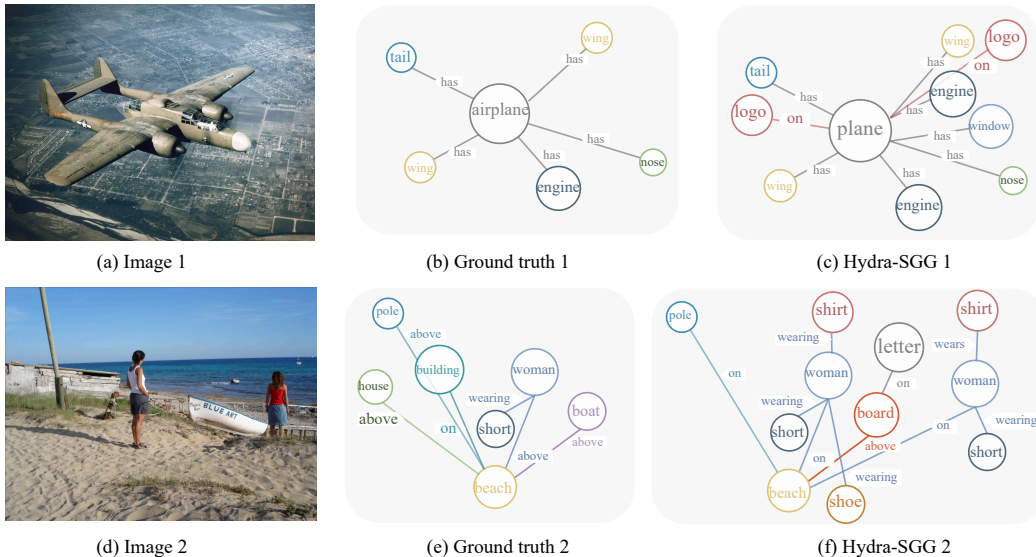 tail
wing
has
has
airplane
has
has
has
wing
engine
nose
wing
logo
on
has
tail
has
engine
logo
on
has
plane
has
window
has
has
has
wing
engine
nose
(a) Image 1
(b) Ground truth 1
(c) Hydra-SGG 1
BLUE ART
pole
above
building
woman
house
wearing
boat
above
short
on
above
above
beach
pole
shirt
shirt
wearing
letter
wears
on
woman
on
woman
wearing
board
wearing
short
on
above
on
short
wearing
beach
shoe
(d) Image 2
(e) Ground truth 2
(f) Hydra-SGG 2